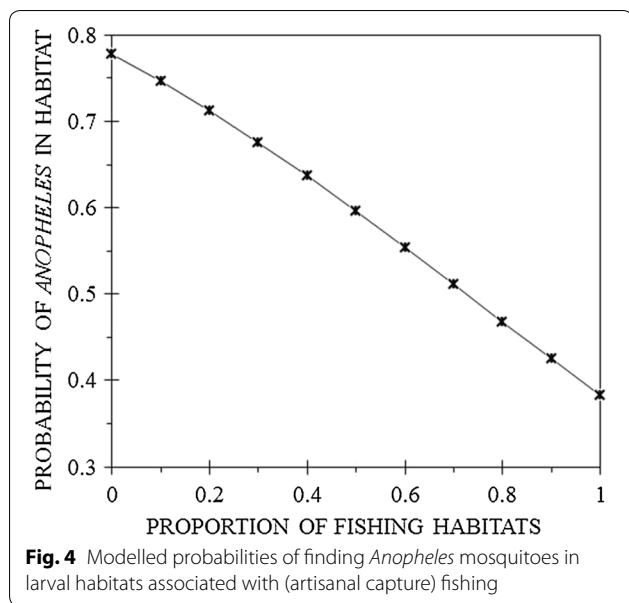 0.8
0.7
0.6
0.5
0.4
0.3
PROBABILITY OF ANOPHELES IN HABITAT
0 0.2 0.4 0.6 0.8 1
PROPORTION OF FISHING HABITATS
Fig. 4 Modelled probabilities of finding Anopheles mosquitoes in
larval habitats associated with (artisanal capture) fishing